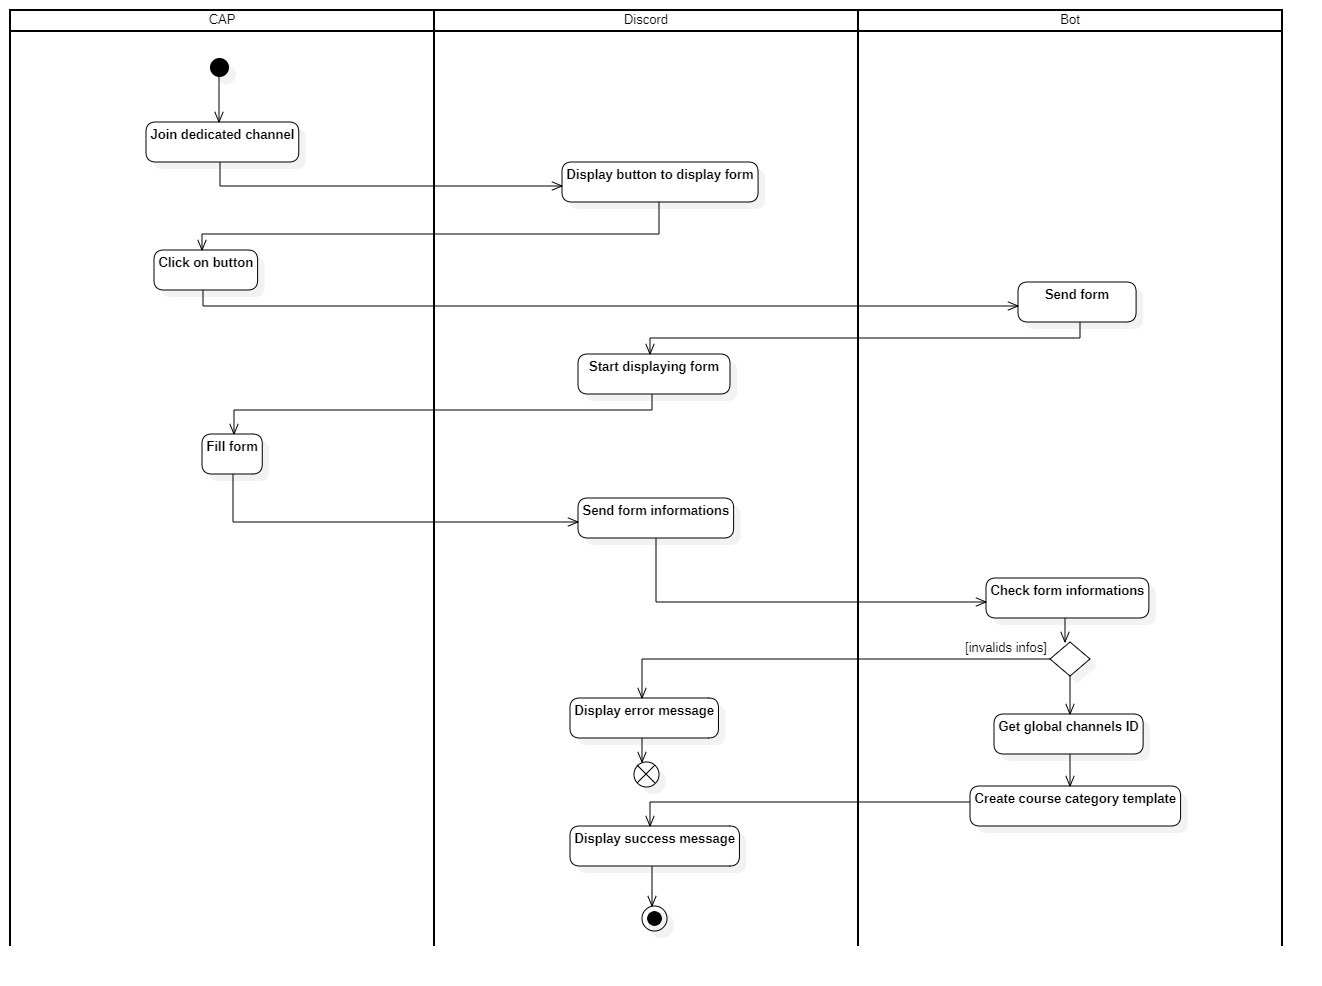 CAP
Discord
Bot
Join dedicated channel
Display button to display form
Click on button
Send form
Start displaying form
Fill form
Send form informations
Check form informations
[invalids infos]
Display error message
Get global channels ID
Create course category template
Display success message